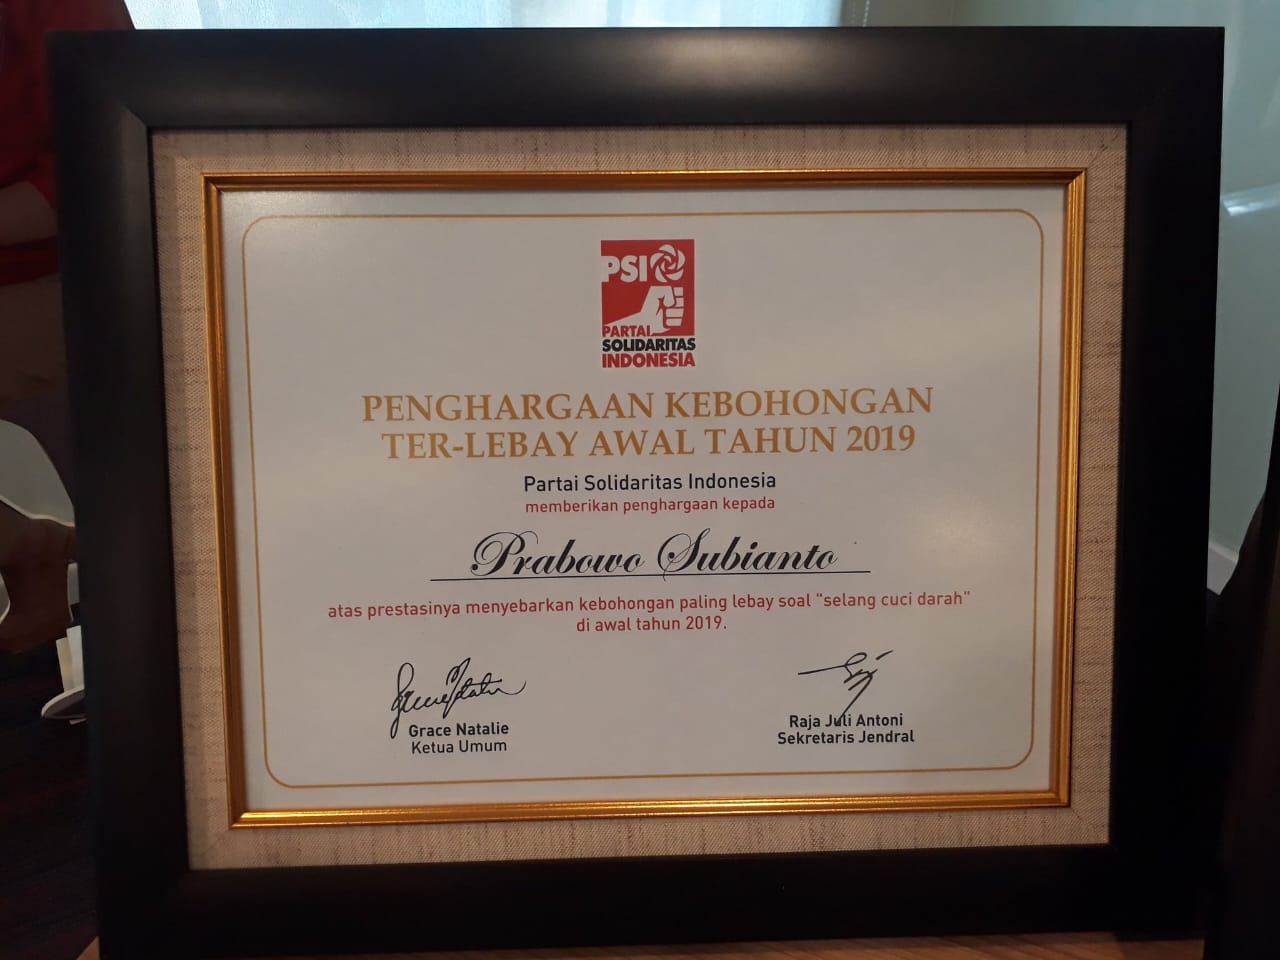 PSI
PARTAI
SOLIDARITAS
INDONESIA
PENGHARGAAN KEBOHONGAN
TER-LEBAY AWAL TAHUN 2019
Partai Solidaritas Indonesia
memberikan penghargaan kepada
Prabowo Subianto
atas prestasinya menyebarkan kebohongan paling lebay soal "selang cuci darah"
di awal tahun 2019.
Grace Natalie
Ketua Umum
Raja Juli Antoni
Sekretaris Jendral